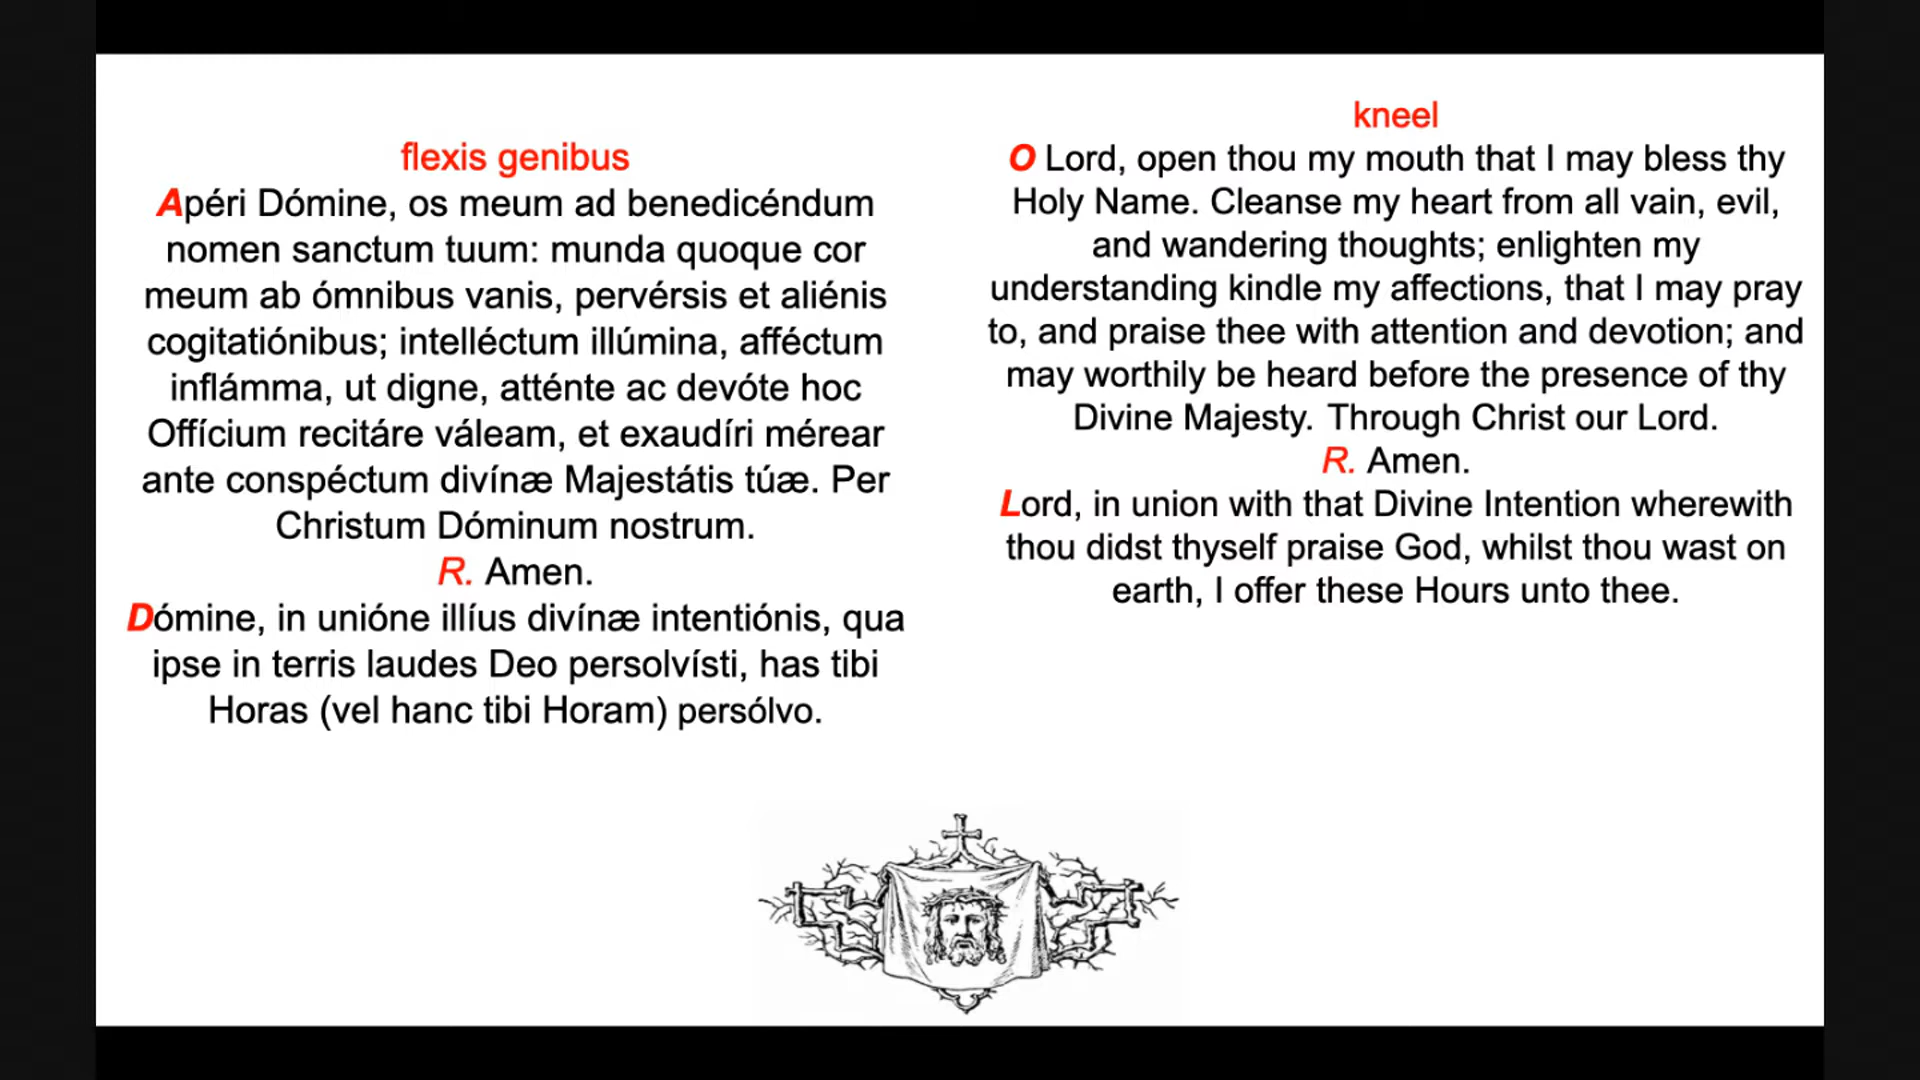 flexis genibus
Apéri Dómine, os meum ad benedicéndum
nomen sanctum tuum: munda quoque cor
meum ab ómnibus vanis, pervérsis et aliénis
cogitatiónibus; intelléctum illúmina, afféctum
inflámma, ut digne, atténte ac devóte hoc
Offícium recitáre váleam, et exaudíri mérear
ante conspéctum divínæ Majestátis túæ. Per
Christum Dóminum nostrum.
R. Amen.
Dómine, in unióne illíus divínæ intentiónis, qua
ipse in terris laudes Deo persolvísti, has tibi
Horas (vel hanc tibi Horam) persólvo.
kneel
O Lord, open thou my mouth that I may bless thy
Holy Name. Cleanse my heart from all vain, evil,
and wandering thoughts; enlighten my
understanding kindle my affections, that I may pray
to, and praise thee with attention and devotion; and
may worthily be heard before the presence of thy
Divine Majesty. Through Christ our Lord.
R. Amen.
Lord, in union with that Divine Intention wherewith
thou didst thyself praise God, whilst thou wast on
earth, I offer these Hours unto thee.